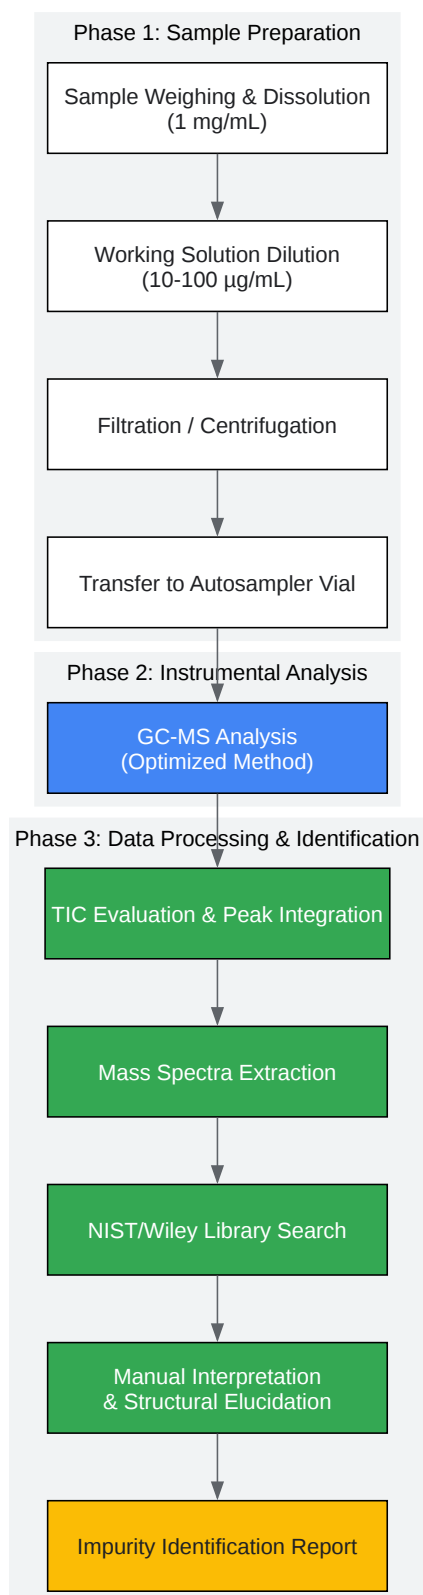 Phase 1: Sample Preparation
Sample Weighing & Dissolution
(1 mg/mL)
Working Solution Dilution
(10-100 µg/mL)
Filtration / Centrifugation
Transfer to Autosampler Vial
Phase 2: Instrumental Analysis
GC-MS Analysis
(Optimized Method)
Phase 3: Data Processing & Identification
TIC Evaluation & Peak Integration
Mass Spectra Extraction
NIST/Wiley Library Search
Manual Interpretation
& Structural Elucidation
Impurity Identification Report